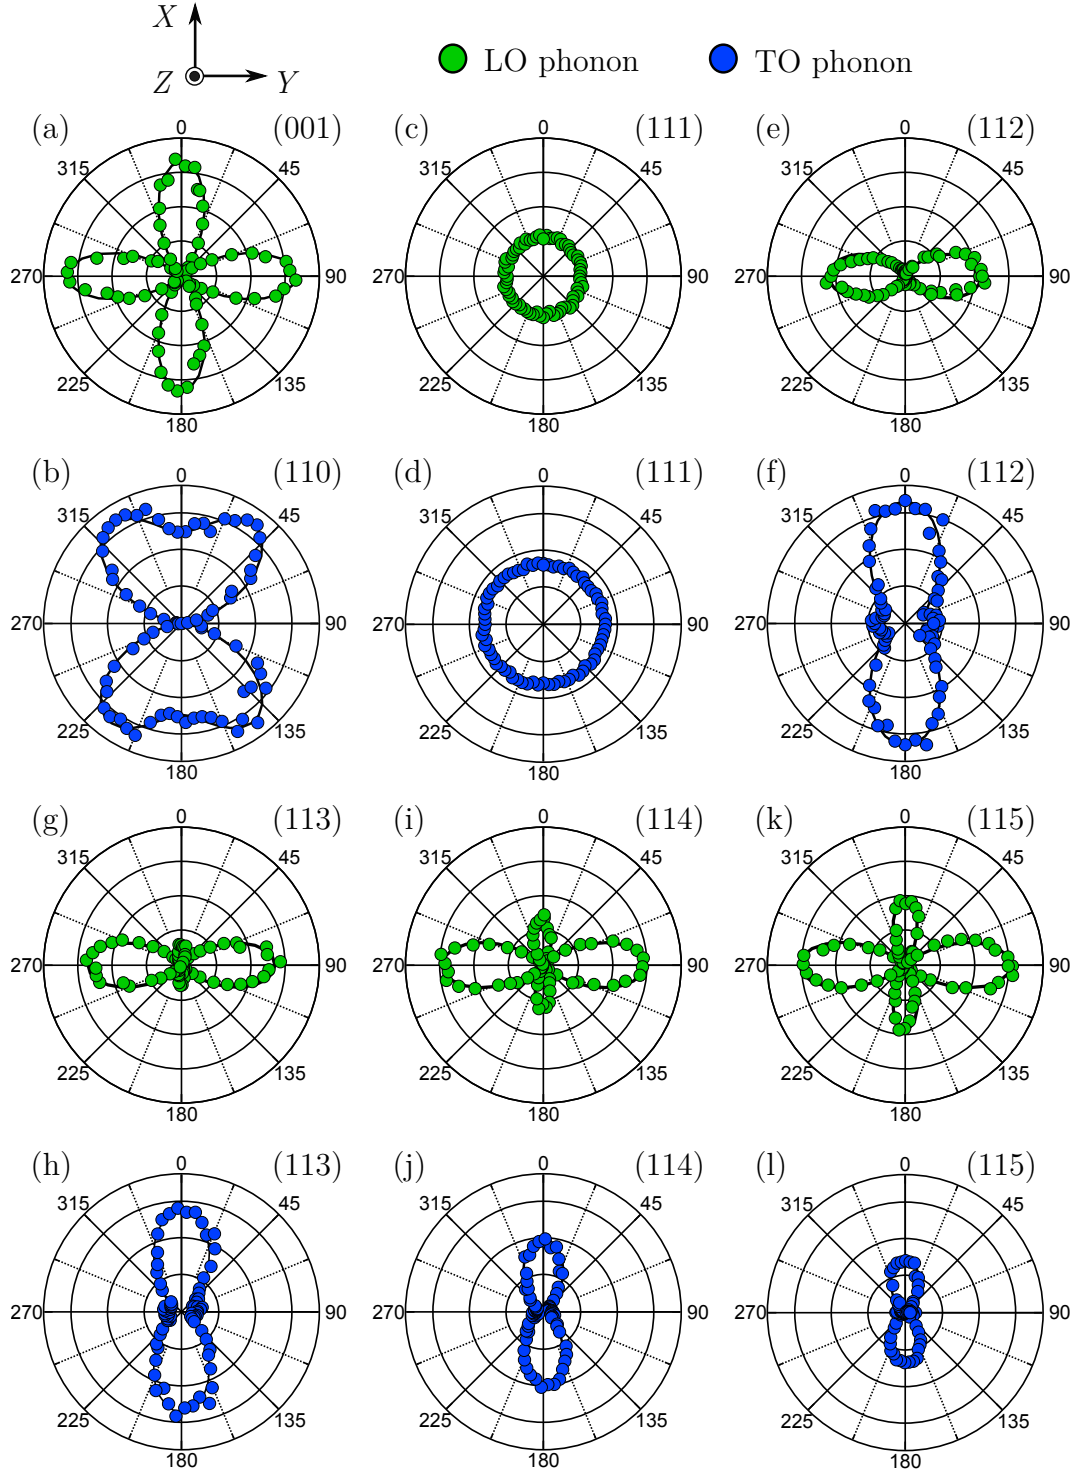 X
Z Y
LO phonon TO phonon
(a) 0 (001) (c) 0 (111) (e) 0 (112)
315 45 315 45 315 45
270 90 270 90 270 90
225 135 225 135 225 135
180 180 180
(b) 0 (110) (d) 0 (111) (f) 0 (112)
315 45 315 45 315 45
270 90 270 90 270 90
225 135 225 135 225 135
180 180 180
(g) 0 (113) (i) 0 (114) (k) 0 (115)
315 45 315 45 315 45
270 90 270 90 270 90
225 135 225 135 225 135
180 180 180
(h) 0 (113) (j) 0 (114) (l) 0 (115)
315 45 315 45 315 45
270 90 270 90 270 90
225 135 225 135 225 135
180 180 180